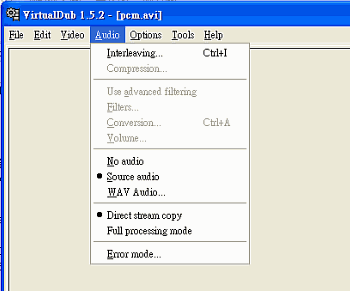 VirtualDub 1.5.2 - [pcm.avi]
File Edit Video Audio Options Tools Help
Interleaving... Ctrl+I
Compression...
Use advanced filtering
Filters...
Conversion... Ctrl+A
Volume...
No audio
Source audio
WAV Audio...
Direct stream copy
Full processing mode
Error mode...